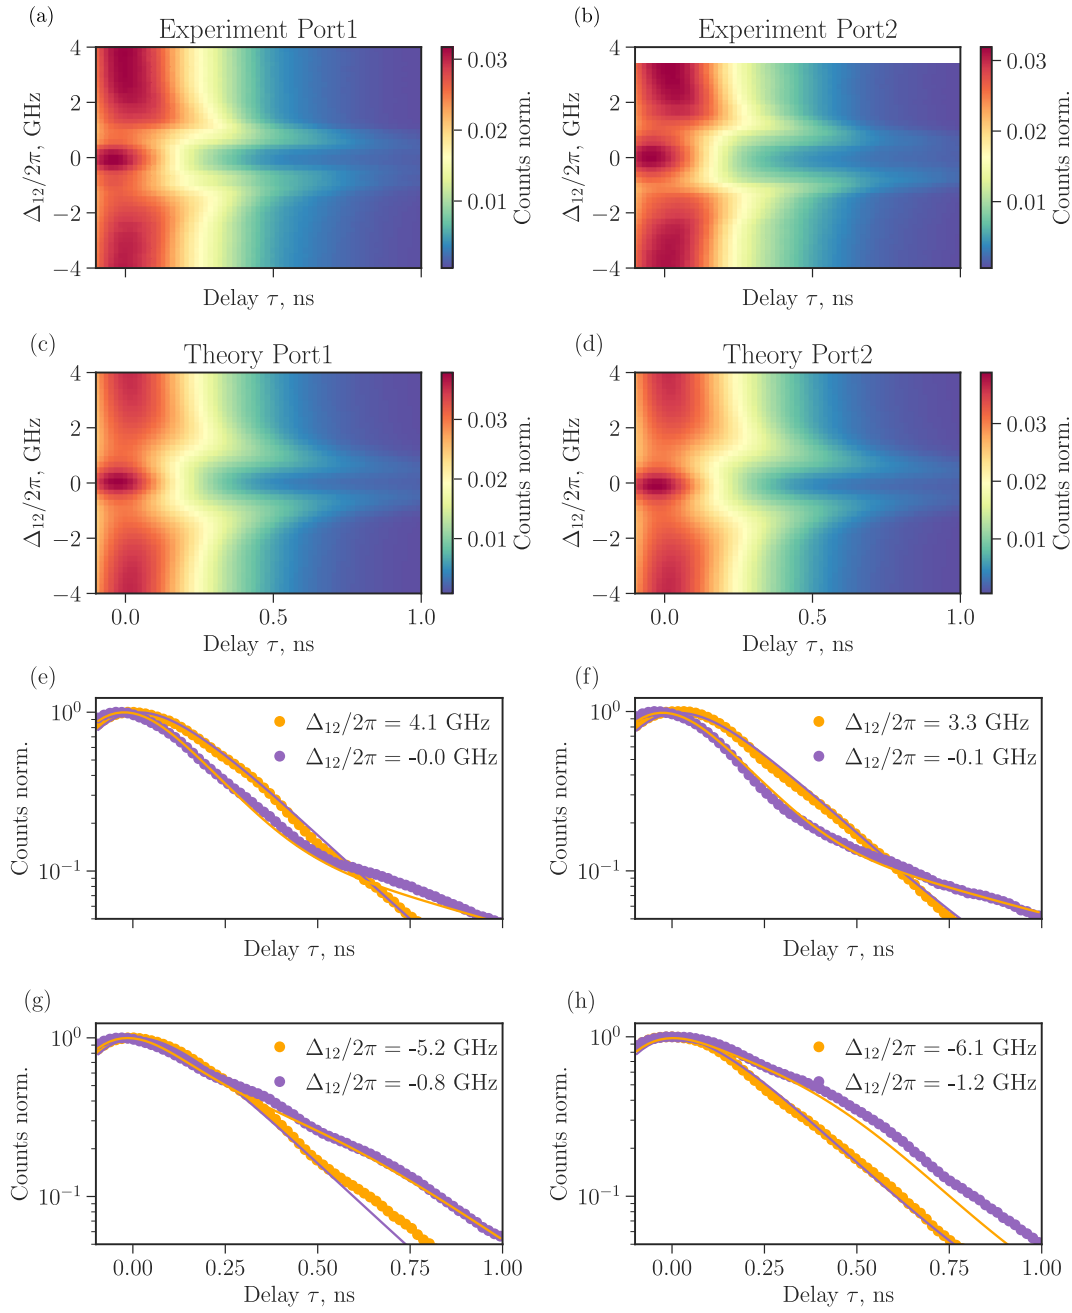 (a)
Experiment Port1
(b)
Experiment Port2
4
2
0
−2
−4
Δ12/2π, GHz
Delay τ, ns
0.03
0.02
0.01
Counts norm.
4
2
0
−2
−4
Δ12/2π, GHz
Delay τ, ns
0.03
0.02
0.01
Counts norm.
(c)
Theory Port1
(d)
Theory Port2
4
2
0
−2
−4
Δ12/2π, GHz
0.0
0.5
1.0
Delay τ, ns
0.03
0.02
0.01
Counts norm.
4
2
0
−2
−4
Δ12/2π, GHz
0.0
0.5
1.0
Delay τ, ns
0.03
0.02
0.01
Counts norm.
(e)
10⁰
10⁻¹
Counts norm.
Δ12/2π = 4.1 GHz
Δ12/2π = -0.0 GHz
Delay τ, ns
(f)
10⁰
10⁻¹
Counts norm.
Δ12/2π = 3.3 GHz
Δ12/2π = -0.1 GHz
Delay τ, ns
(g)
10⁰
10⁻¹
Counts norm.
Δ12/2π = -5.2 GHz
Δ12/2π = -0.8 GHz
0.00
0.25
0.50
0.75
1.00
Delay τ, ns
(h)
10⁰
10⁻¹
Counts norm.
Δ12/2π = -6.1 GHz
Δ12/2π = -1.2 GHz
0.00
0.25
0.50
0.75
1.00
Delay τ, ns